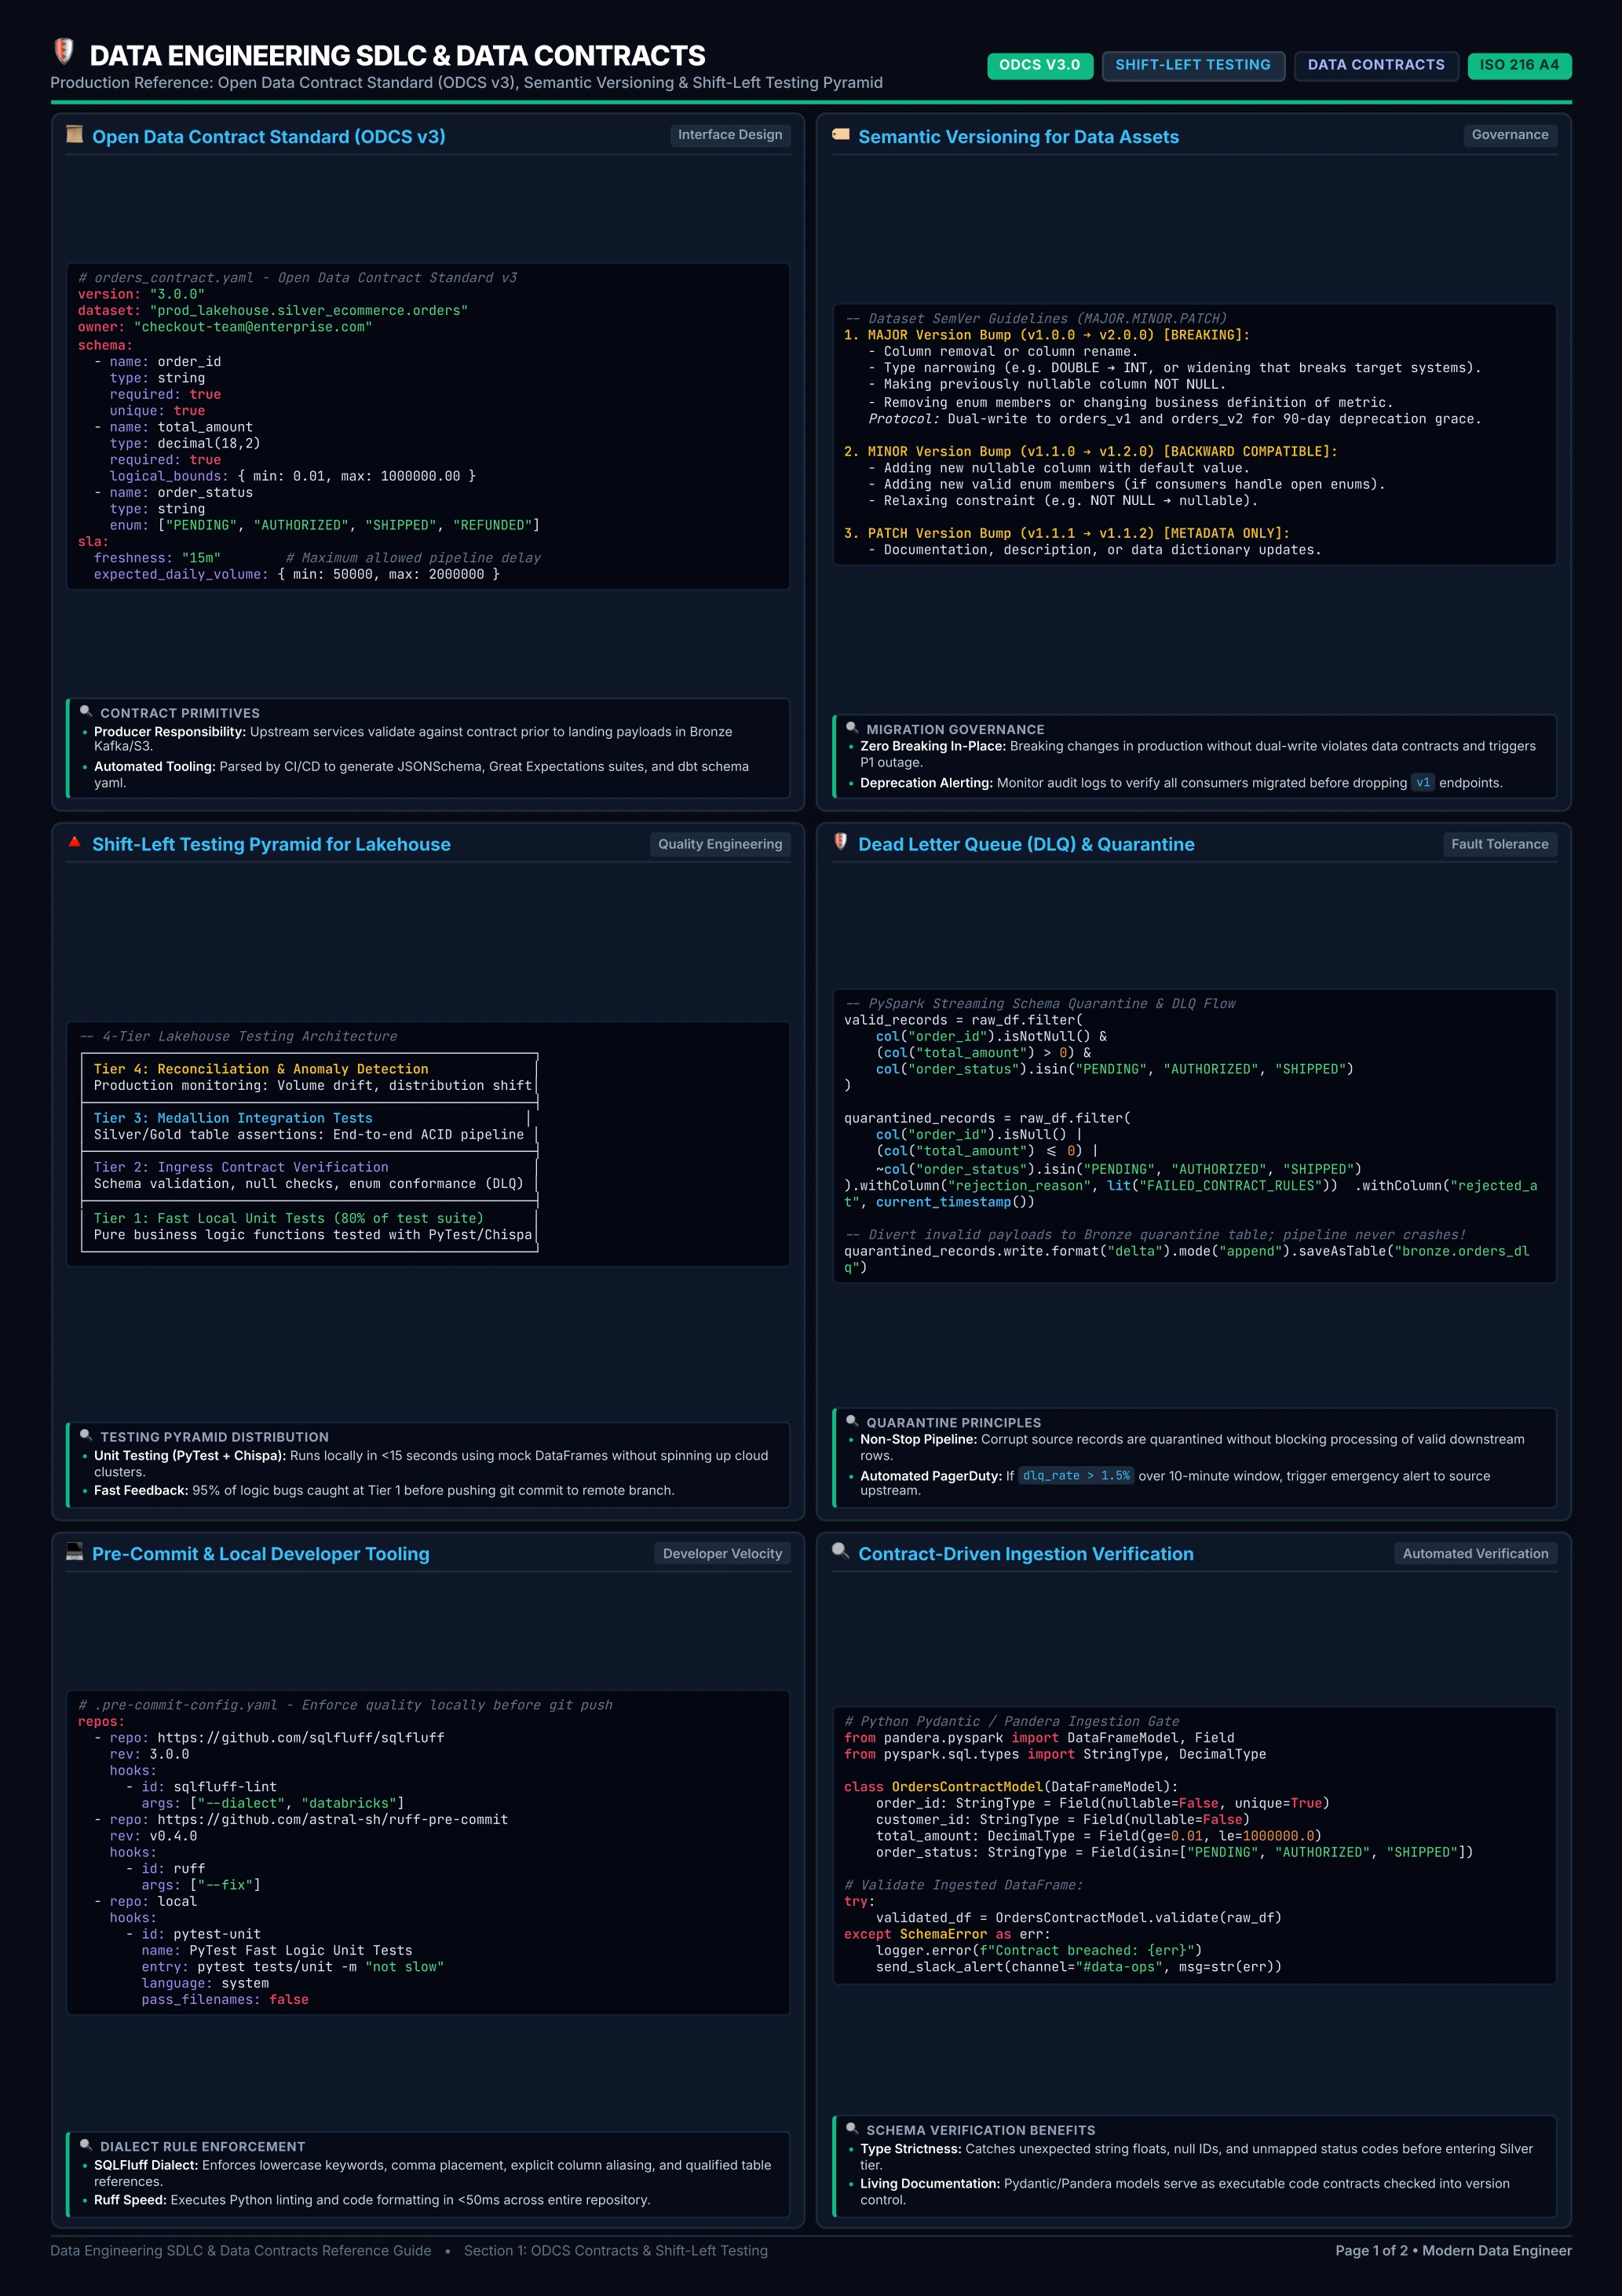 DATA ENGINEERING SDLC & DATA CONTRACTS
Production Reference: Open Data Contract Standard (ODCS v3), Semantic Versioning & Shift-Left Testing Pyramid
ODCS V3.0
SHIFT-LEFT TESTING
DATA CONTRACTS
ISO 216 A4
Open Data Contract Standard (ODCS v3)
Interface Design
# orders_contract.yaml - Open Data Contract Standard v3
version: "3.0.0"
dataset: "prod_lakehouse.silver_ecommerce.orders"
owner: "checkout-team@enterprise.com"
schema:
  - name: order_id
    type: string
    required: true
    unique: true
  - name: total_amount
    type: decimal(18,2)
    required: true
    logical_bounds: { min: 0.01, max: 1000000.00 }
  - name: order_status
    type: string
    enum: ["PENDING", "AUTHORIZED", "SHIPPED", "REFUNDED"]
sla:
  freshness: "15m"        # Maximum allowed pipeline delay
  expected_daily_volume: { min: 50000, max: 2000000 }
CONTRACT PRIMITIVES
• Producer Responsibility: Upstream services validate against contract prior to landing payloads in Bronze
Kafka/S3.
• Automated Tooling: Parsed by CI/CD to generate JSONSchema, Great Expectations suites, and dbt schema
yaml.
Semantic Versioning for Data Assets
Governance
-- Dataset SemVer Guidelines (MAJOR.MINOR.PATCH)
1. MAJOR Version Bump (v1.0.0 → v2.0.0) [BREAKING]:
   - Column removal or column rename.
   - Type narrowing (e.g. DOUBLE → INT, or widening that breaks target systems).
   - Making previously nullable column NOT NULL.
   - Removing enum members or changing business definition of metric.
   Protocol: Dual-write to orders_v1 and orders_v2 for 90-day deprecation grace.
2. MINOR Version Bump (v1.1.0 → v1.2.0) [BACKWARD COMPATIBLE]:
   - Adding new nullable column with default value.
   - Adding new valid enum members (if consumers handle open enums).
   - Relaxing constraint (e.g. NOT NULL → nullable).
3. PATCH Version Bump (v1.1.1 → v1.1.2) [METADATA ONLY]:
   - Documentation, description, or data dictionary updates.
MIGRATION GOVERNANCE
• Zero Breaking In-Place: Breaking changes in production without dual-write violates data contracts and triggers
P1 outage.
• Deprecation Alerting: Monitor audit logs to verify all consumers migrated before dropping v1 endpoints.
Shift-Left Testing Pyramid for Lakehouse
Quality Engineering
-- 4-Tier Lakehouse Testing Architecture
Tier 4: Reconciliation & Anomaly Detection
Production monitoring: Volume drift, distribution shift
Tier 3: Medallion Integration Tests
Silver/Gold table assertions: End-to-end ACID pipeline
Tier 2: Ingress Contract Verification
Schema validation, null checks, enum conformance (DLQ)
Tier 1: Fast Local Unit Tests (80% of test suite)
Pure business logic functions tested with PyTest/Chispa
TESTING PYRAMID DISTRIBUTION
• Unit Testing (PyTest + Chispa): Runs locally in <15 seconds using mock DataFrames without spinning up cloud
clusters.
• Fast Feedback: 95% of logic bugs caught at Tier 1 before pushing git commit to remote branch.
Dead Letter Queue (DLQ) & Quarantine
Fault Tolerance
-- PySpark Streaming Schema Quarantine & DLQ Flow
valid_records = raw_df.filter(
    col("order_id").isNotNull() &
    (col("total_amount") > 0) &
    col("order_status").isin("PENDING", "AUTHORIZED", "SHIPPED")
)
quarantined_records = raw_df.filter(
    col("order_id").isNull() |
    (col("total_amount") <= 0) |
    ~col("order_status").isin("PENDING", "AUTHORIZED", "SHIPPED")
).withColumn("rejection_reason", lit("FAILED_CONTRACT_RULES"))  .withColumn("rejected_a
t", current_timestamp())
-- Divert invalid payloads to Bronze quarantine table; pipeline never crashes!
quarantined_records.write.format("delta").mode("append").saveAsTable("bronze.orders_dl
q")
QUARANTINE PRINCIPLES
• Non-Stop Pipeline: Corrupt source records are quarantined without blocking processing of valid downstream
rows.
• Automated PagerDuty: If dlq_rate > 1.5% over 10-minute window, trigger emergency alert to source
upstream.
Pre-Commit & Local Developer Tooling
Developer Velocity
# .pre-commit-config.yaml - Enforce quality locally before git push
repos:
  - repo: https://github.com/sqlfluff/sqlfluff
    rev: 3.0.0
    hooks:
      - id: sqlfluff-lint
        args: ["--dialect", "databricks"]
  - repo: https://github.com/astral-sh/ruff-pre-commit
    rev: v0.4.0
    hooks:
      - id: ruff
        args: ["--fix"]
  - repo: local
    hooks:
      - id: pytest-unit
        name: PyTest Fast Logic Unit Tests
        entry: pytest tests/unit -m "not slow"
        language: system
        pass_filenames: false
DIALECT RULE ENFORCEMENT
• SQLFluff Dialect: Enforces lowercase keywords, comma placement, explicit column aliasing, and qualified table
references.
• Ruff Speed: Executes Python linting and code formatting in <50ms across entire repository.
Contract-Driven Ingestion Verification
Automated Verification
# Python Pydantic / Pandera Ingestion Gate
from pandera.pyspark import DataFrameModel, Field
from pyspark.sql.types import StringType, DecimalType
class OrdersContractModel(DataFrameModel):
    order_id: StringType = Field(nullable=False, unique=True)
    customer_id: StringType = Field(nullable=False)
    total_amount: DecimalType = Field(ge=0.01, le=1000000.0)
    order_status: StringType = Field(isin=["PENDING", "AUTHORIZED", "SHIPPED"])
# Validate Ingested DataFrame:
try:
    validated_df = OrdersContractModel.validate(raw_df)
except SchemaError as err:
    logger.error(f"Contract breached: {err}")
    send_slack_alert(channel="#data-ops", msg=str(err))
SCHEMA VERIFICATION BENEFITS
• Type Strictness: Catches unexpected string floats, null IDs, and unmapped status codes before entering Silver
tier.
• Living Documentation: Pydantic/Pandera models serve as executable code contracts checked into version
control.
Data Engineering SDLC & Data Contracts Reference Guide • Section 1: ODCS Contracts & Shift-Left Testing
Page 1 of 2 • Modern Data Engineer